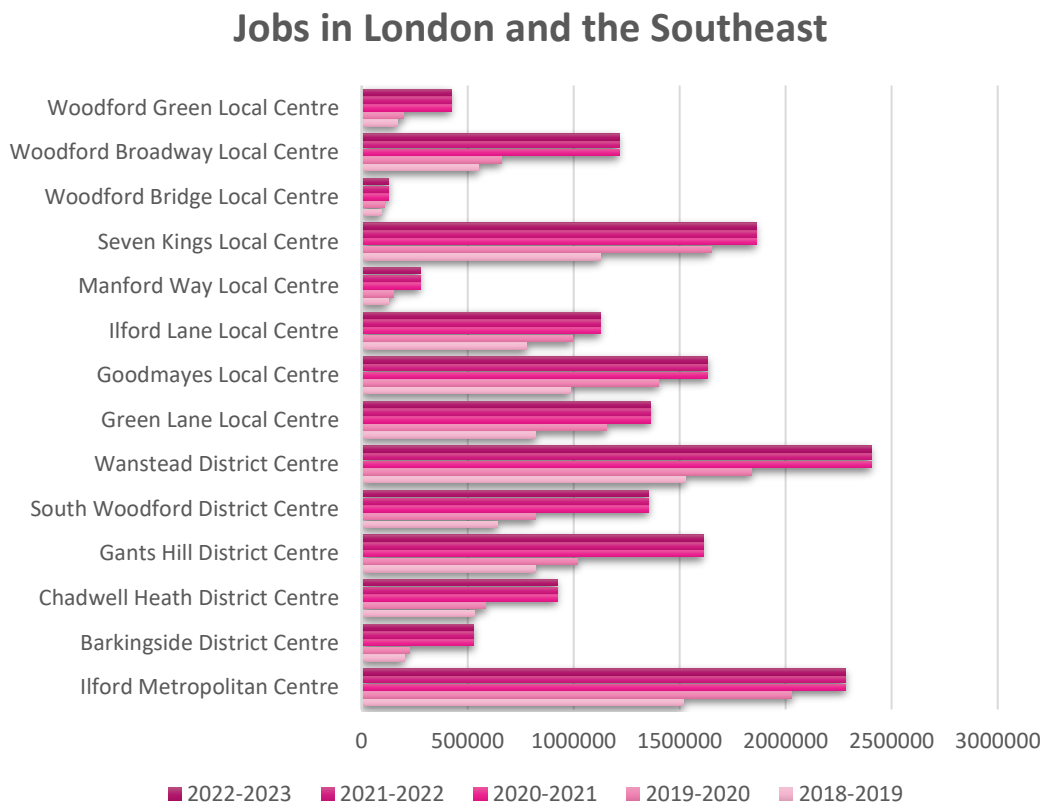 Jobs in London and the Southeast
Woodford Green Local Centre
Woodford Broadway Local Centre
Woodford Bridge Local Centre
Seven Kings Local Centre
Manford Way Local Centre
Ilford Lane Local Centre
Goodmayes Local Centre
Green Lane Local Centre
Wanstead District Centre
South Woodford District Centre
Gants Hill District Centre
Chadwell Heath District Centre
Barkingside District Centre
Ilford Metropolitan Centre
0 500000 1000000 1500000 2000000 2500000 3000000
2022-2023 2021-2022 2020-2021 2019-2020 2018-2019